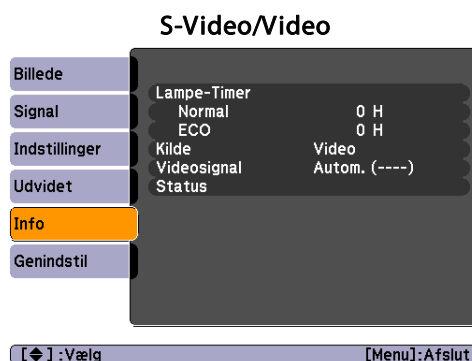 S-Video/Video
Billede
Signal
Indstillinger
Udvidet
Info
Genindstil
Lampe-Timer
Normal 0 H
ECO 0 H
Kilde Video
Videosignal Autom. (----)
Status
[◆] :Vælg [Menu]:Afslut